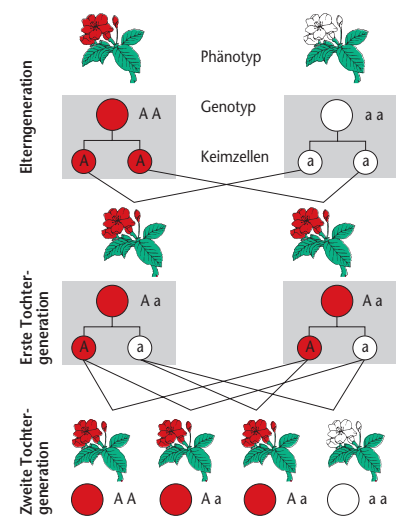 Elterngeneration
Phänotyp
Genotyp
A A
a a
Keimzellen
A
A
a
a
Erste Tochter-
generation
A a
A a
A
a
A
a
Zweite Tochter-
generation
A A
A a
A a
a a